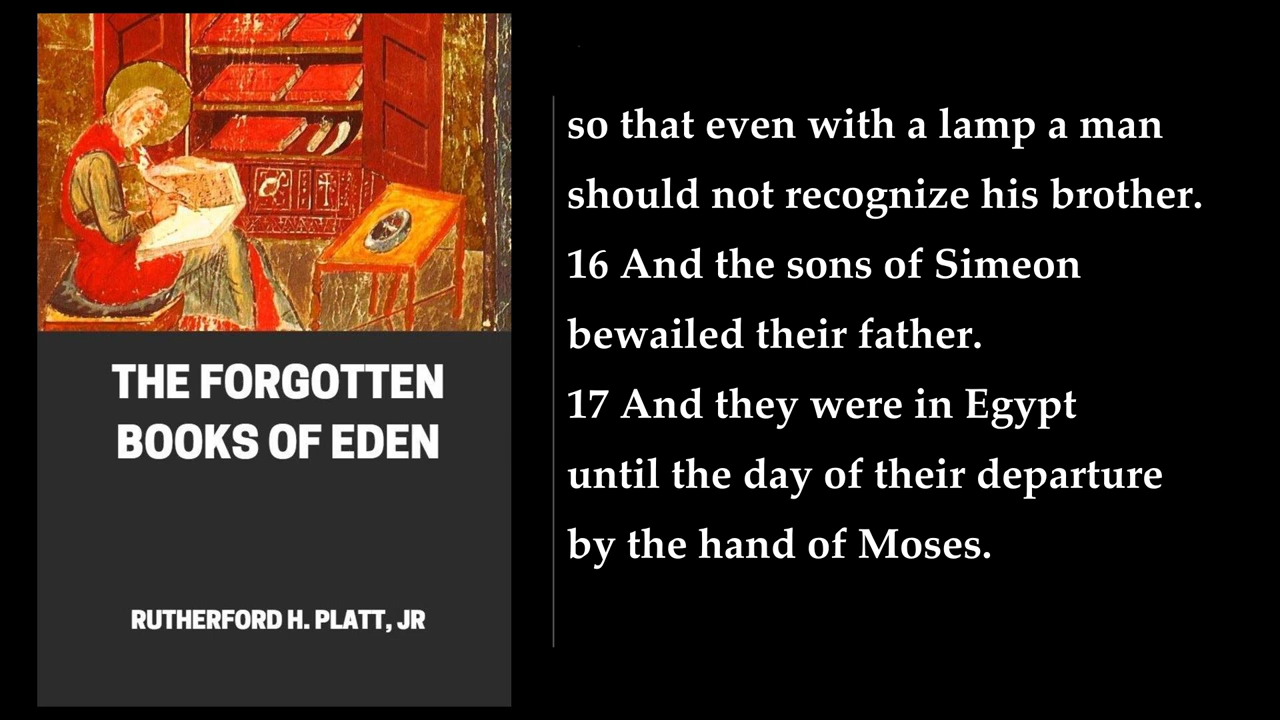 THE FORGOTTEN
BOOKS OF EDEN
RUTHERFORD H. PLATT, JR
so that even with a lamp a man
should not recognize his brother.
16 And the sons of Simeon
bewailed their father.
17 And they were in Egypt
until the day of their departure
by the hand of Moses.